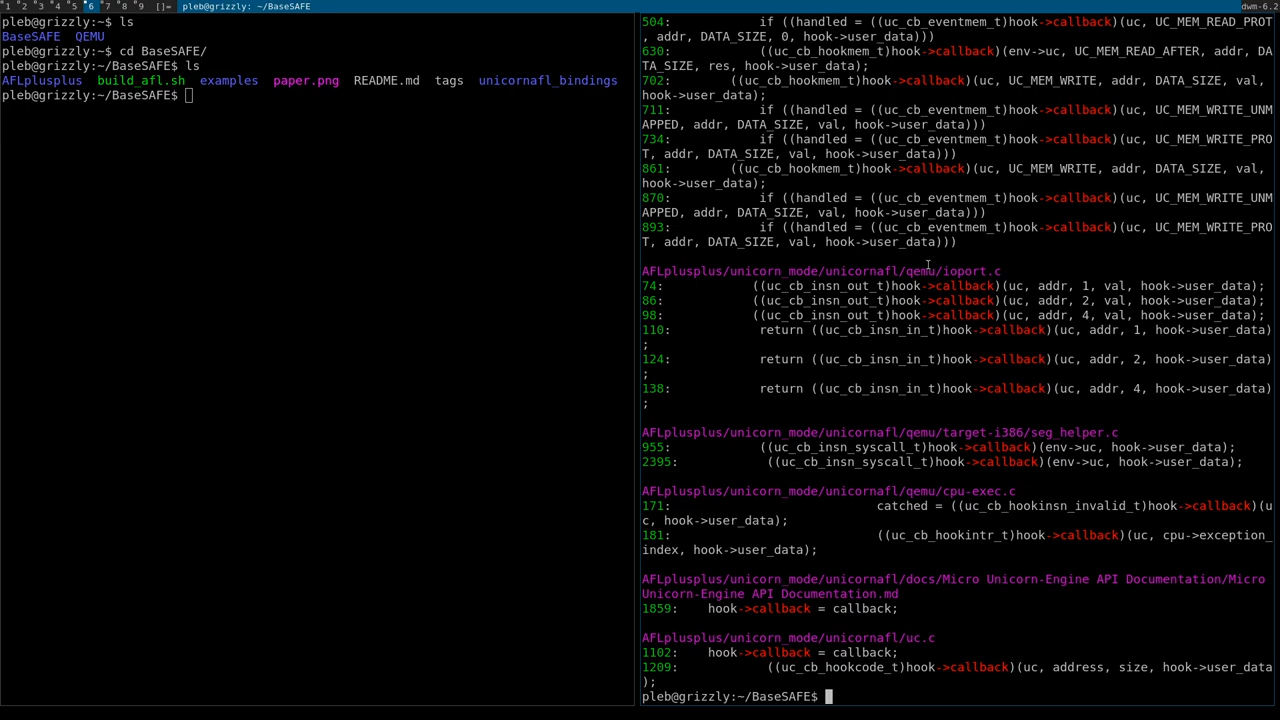 1 2 3 4 5 6 7 8 9 []= pleb@grizzly: ~/BaseSAFE dwm-6.2
pleb@grizzly:~$ ls
BaseSAFE  QEMU
pleb@grizzly:~$ cd BaseSAFE/
pleb@grizzly:~/BaseSAFE$ ls
AFLplusplus  build_afl.sh  examples  paper.png  README.md  tags  unicornafl_bindings
pleb@grizzly:~/BaseSAFE$
504:             if ((handled = ((uc_cb_eventmem_t)hook->callback)(uc, UC_MEM_READ_PROT
, addr, DATA_SIZE, 0, hook->user_data)))
630:             ((uc_cb_hookmem_t)hook->callback)(env->uc, UC_MEM_READ_AFTER, addr, DA
TA_SIZE, res, hook->user_data);
702:         ((uc_cb_hookmem_t)hook->callback)(uc, UC_MEM_WRITE, addr, DATA_SIZE, val,
hook->user_data);
711:             if ((handled = ((uc_cb_eventmem_t)hook->callback)(uc, UC_MEM_WRITE_UNM
APPED, addr, DATA_SIZE, val, hook->user_data)))
734:             if ((handled = ((uc_cb_eventmem_t)hook->callback)(uc, UC_MEM_WRITE_PRO
T, addr, DATA_SIZE, val, hook->user_data)))
861:         ((uc_cb_hookmem_t)hook->callback)(uc, UC_MEM_WRITE, addr, DATA_SIZE, val,
hook->user_data);
870:             if ((handled = ((uc_cb_eventmem_t)hook->callback)(uc, UC_MEM_WRITE_UNM
APPED, addr, DATA_SIZE, val, hook->user_data)))
893:             if ((handled = ((uc_cb_eventmem_t)hook->callback)(uc, UC_MEM_WRITE_PRO
T, addr, DATA_SIZE, val, hook->user_data)))
AFLplusplus/unicorn_mode/unicornafl/qemu/ioport.c
74:            ((uc_cb_insn_out_t)hook->callback)(uc, addr, 1, val, hook->user_data);
86:            ((uc_cb_insn_out_t)hook->callback)(uc, addr, 2, val, hook->user_data);
98:            ((uc_cb_insn_out_t)hook->callback)(uc, addr, 4, val, hook->user_data);
110:            return ((uc_cb_insn_in_t)hook->callback)(uc, addr, 1, hook->user_data)
;
124:            return ((uc_cb_insn_in_t)hook->callback)(uc, addr, 2, hook->user_data)
;
138:            return ((uc_cb_insn_in_t)hook->callback)(uc, addr, 4, hook->user_data)
;
AFLplusplus/unicorn_mode/unicornafl/qemu/target-i386/seg_helper.c
955:            ((uc_cb_insn_syscall_t)hook->callback)(env->uc, hook->user_data);
2395:            ((uc_cb_insn_syscall_t)hook->callback)(env->uc, hook->user_data);
AFLplusplus/unicorn_mode/unicornafl/qemu/cpu-exec.c
171:                            catched = ((uc_cb_hookinsn_invalid_t)hook->callback)(u
c, hook->user_data);
181:                            ((uc_cb_hookintr_t)hook->callback)(uc, cpu->exception_
index, hook->user_data);
AFLplusplus/unicorn_mode/unicornafl/docs/Micro Unicorn-Engine API Documentation/Micro
Unicorn-Engine API Documentation.md
1859:    hook->callback = callback;
AFLplusplus/unicorn_mode/unicornafl/uc.c
1102:    hook->callback = callback;
1209:            ((uc_cb_hookcode_t)hook->callback)(uc, address, size, hook->user_data
);
pleb@grizzly:~/BaseSAFE$